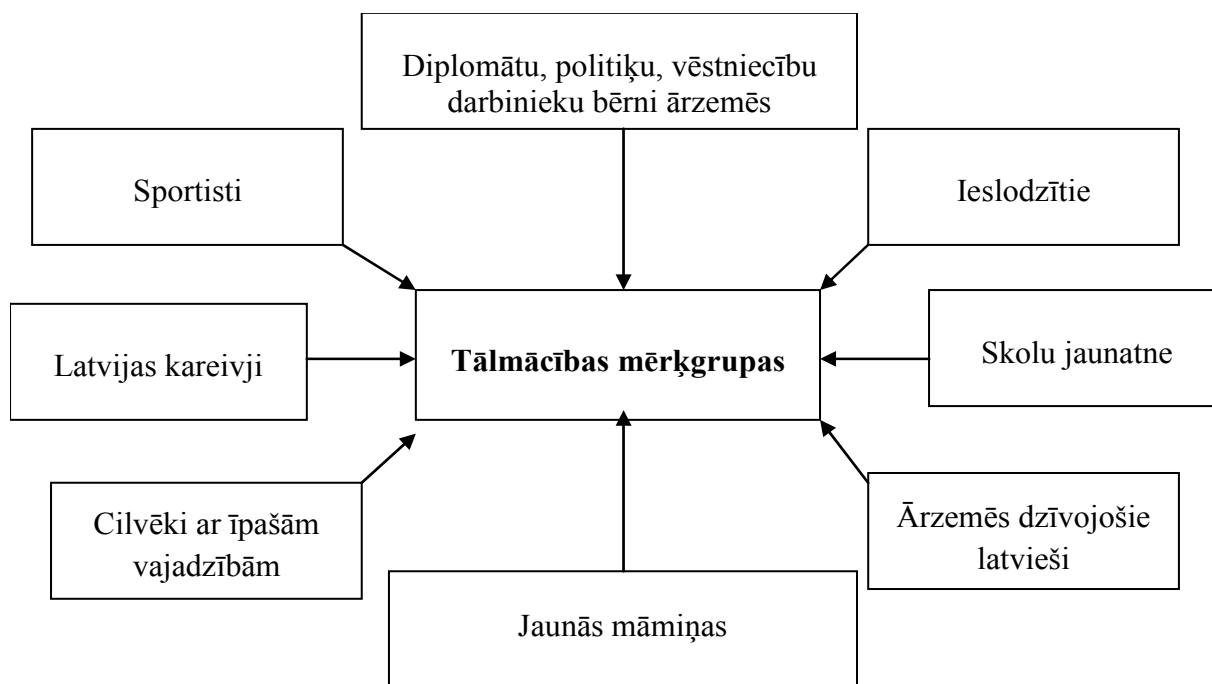 Diplomātu, politiķu, vēstniecību
darbinieku bērni ārzemēs
Sportisti
Ieslodzītie
Latvijas kareivji
Tālmācības mērķgrupas
Skolu jaunatne
Cilvēki ar īpašām
vajadzībām
Ārzemēs dzīvojošie
latvieši
Jaunās māmiņas